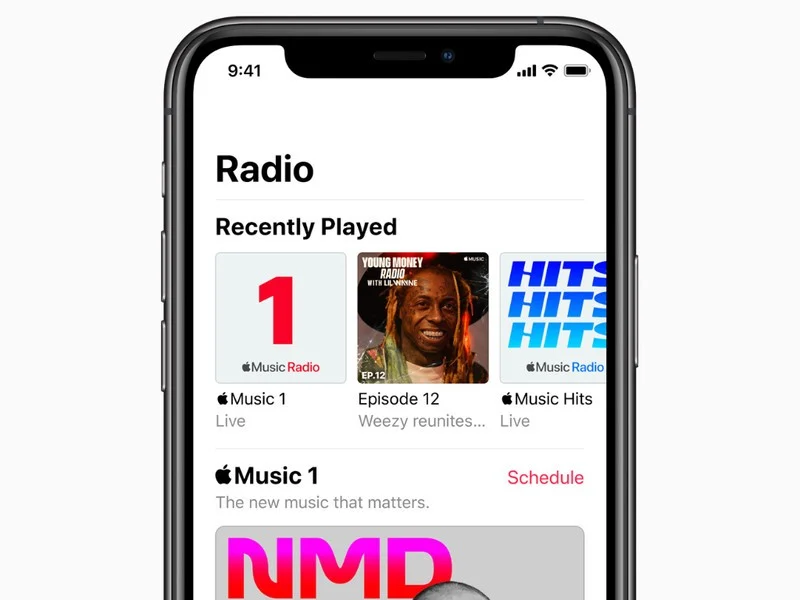 9:41
Radio
Recently Played
1
Music Radio
YOUNG MONEY
RADIO
WITH LIL WAYNE
MUSIC
EP.12
HITS
HITS
HITS
Music Radio
Music 1
Live
Episode 12
Weezy reunites...
Music Hits
Live
Music 1
Schedule
The new music that matters.
NMD